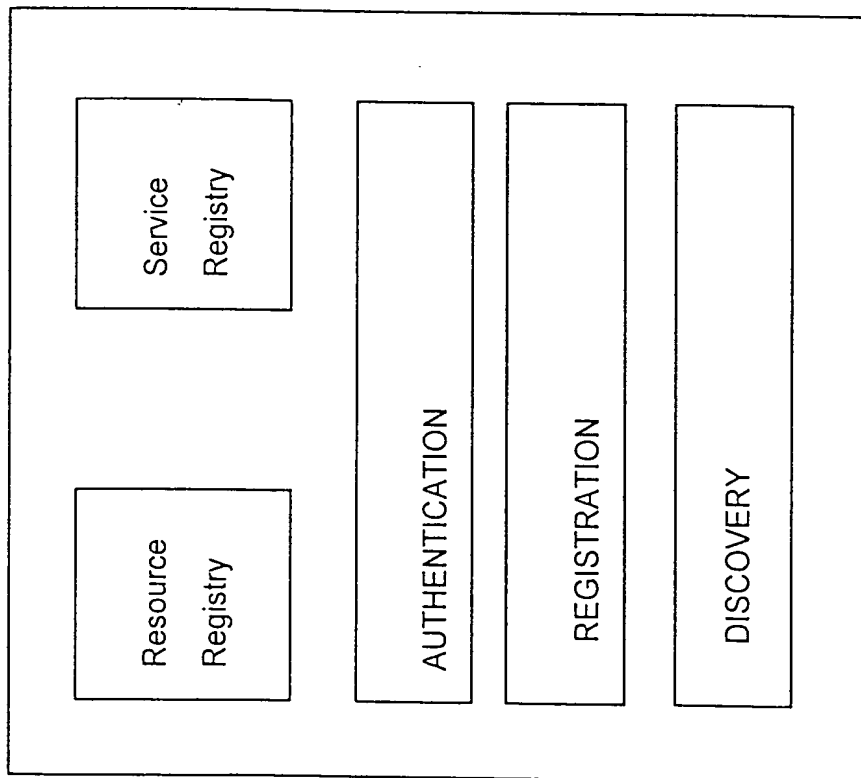 Resource
Registry
Service
Registry
AUTHENTICATION
REGISTRATION
DISCOVERY